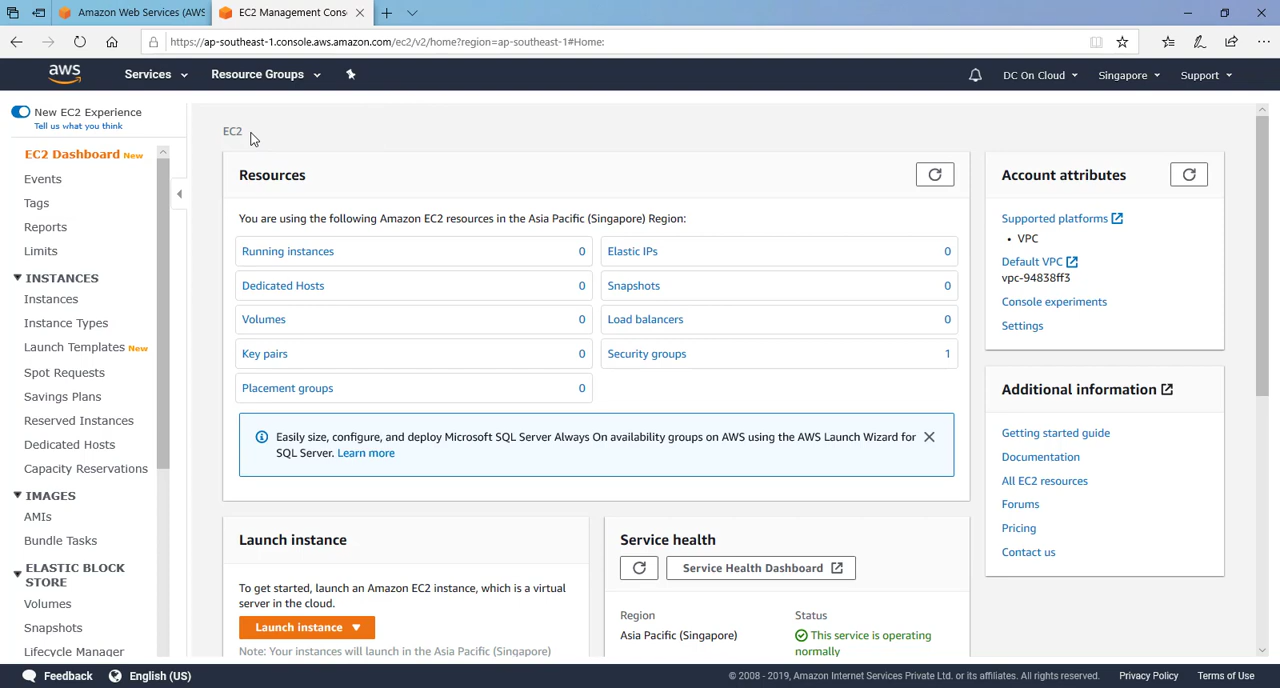 Amazon Web Services (AWS
EC2 Management Cons
https://ap-southeast-1.console.aws.amazon.com/ec2/v2/home?region=ap-southeast-1#Home:
aws
Services
Resource Groups
DC On Cloud
Singapore
Support
New EC2 Experience
Tell us what you think
EC2 Dashboard New
Events
Tags
Reports
Limits
INSTANCES
Instances
Instance Types
Launch Templates New
Spot Requests
Savings Plans
Reserved Instances
Dedicated Hosts
Capacity Reservations
IMAGES
AMIs
Bundle Tasks
ELASTIC BLOCK
STORE
Volumes
Snapshots
Lifecycle Manager
EC2
Resources
You are using the following Amazon EC2 resources in the Asia Pacific (Singapore) Region:
Running instances 0
Elastic IPs 0
Dedicated Hosts 0
Snapshots 0
Volumes 0
Load balancers 0
Key pairs 0
Security groups 1
Placement groups 0
Easily size, configure, and deploy Microsoft SQL Server Always On availability groups on AWS using the AWS Launch Wizard for
SQL Server. Learn more
Launch instance
To get started, launch an Amazon EC2 instance, which is a virtual
server in the cloud.
Launch instance
Note: Your instances will launch in the Asia Pacific (Singapore)
Service health
Service Health Dashboard
Region
Status
Asia Pacific (Singapore)
This service is operating
normally
Account attributes
Supported platforms
• VPC
Default VPC
vpc-94838ff3
Console experiments
Settings
Additional information
Getting started guide
Documentation
All EC2 resources
Forums
Pricing
Contact us
Feedback
English (US)
© 2008 - 2019, Amazon Internet Services Private Ltd. or its affiliates. All rights reserved.
Privacy Policy
Terms of Use